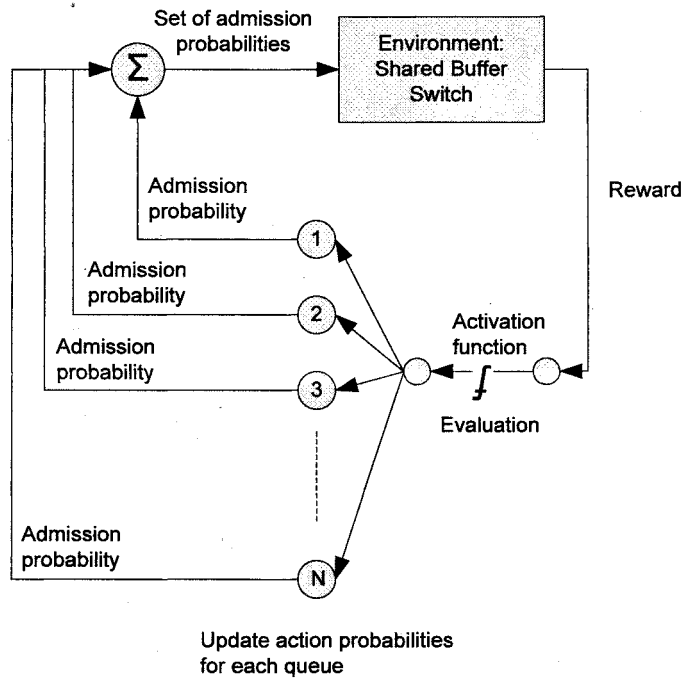 Set of admission
probabilities
Environment:
Shared Buffer
Switch
Σ
Reward
Admission
probability
1
Admission
probability
2
Admission
probability
3
Activation
function
Evaluation
Admission
probability
N
Update action probabilities
for each queue